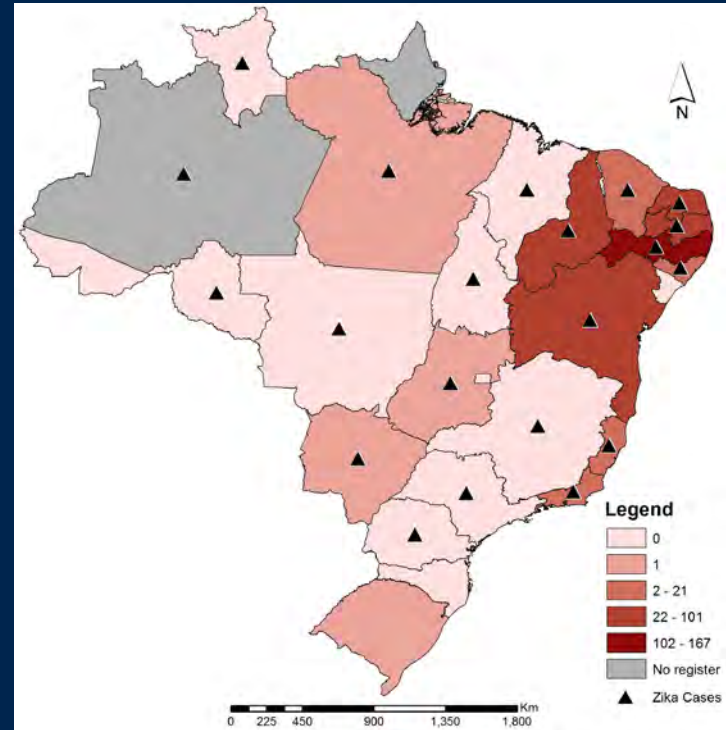 N
Legend
0
1
2 - 21
22 - 101
102 - 167
No register
Zika Cases
Km
0 225 450 900 1,350 1,800